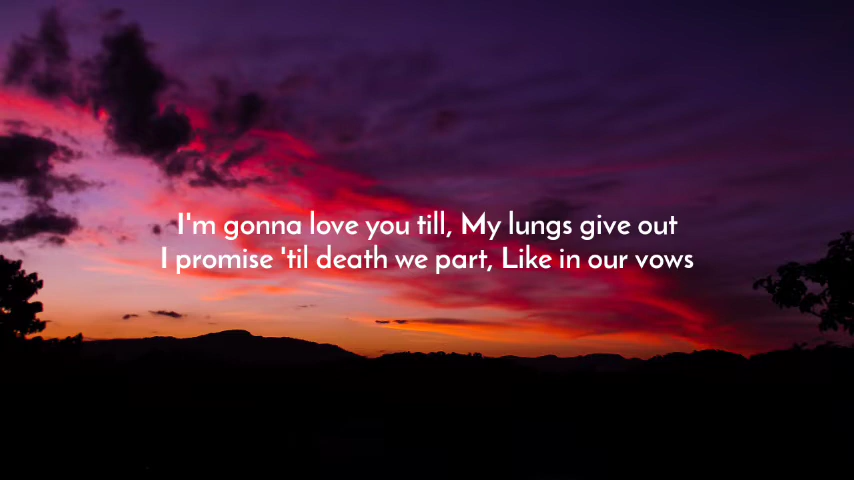 I'm gonna love you till, My lungs give out
I promise 'til death we part, Like in our vows